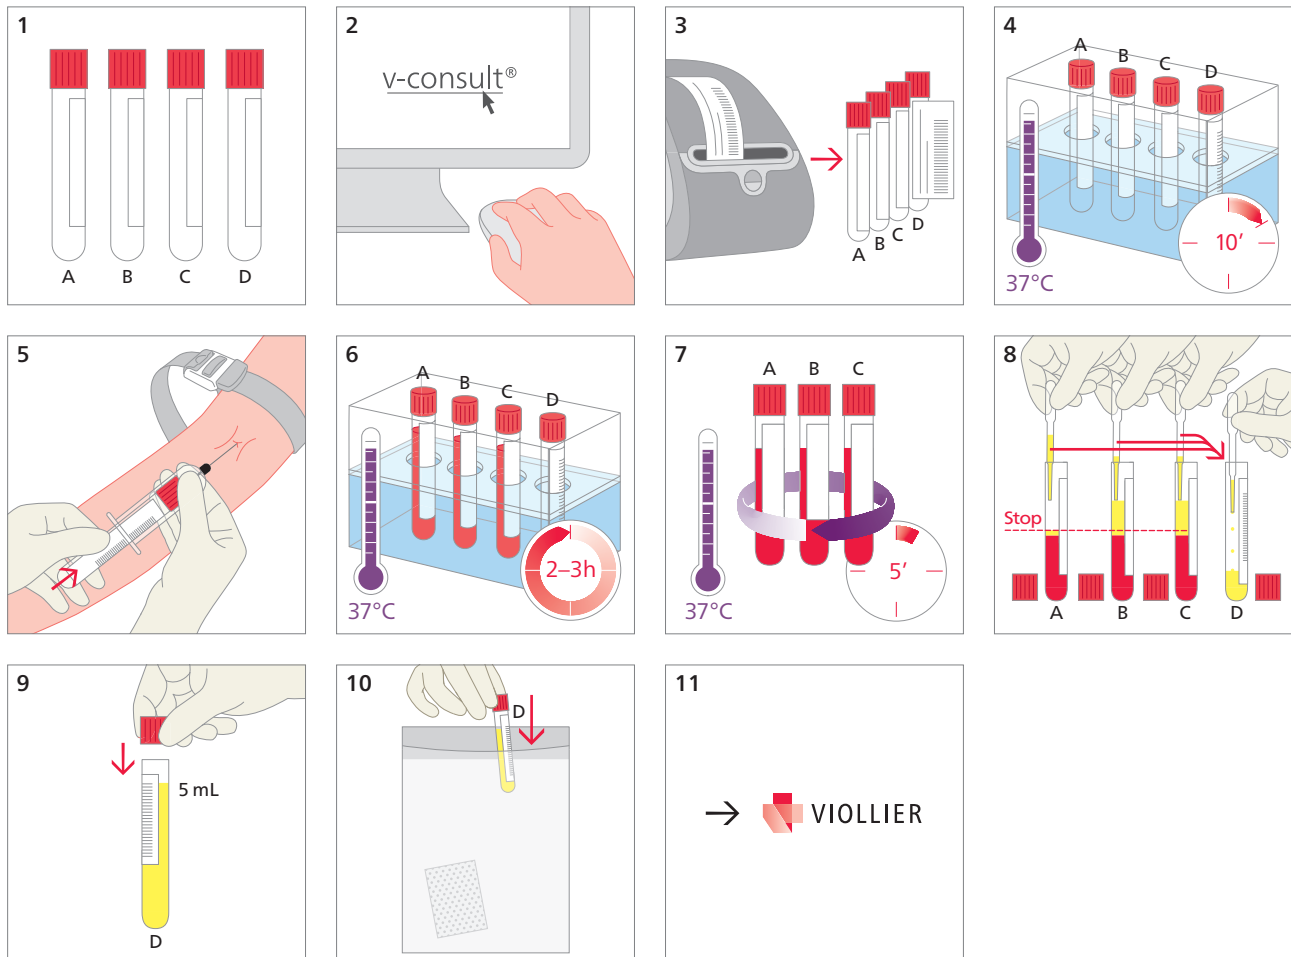 1
A B C D
2
v-consult®
3
A B C D
4
A B C D
10’
37°C
5
6
A B C D
2–3h
37°C
7
A B C
5’
37°C
8
Stop
A B C D
9
5 mL
D
10
D
11
VIOLLIER